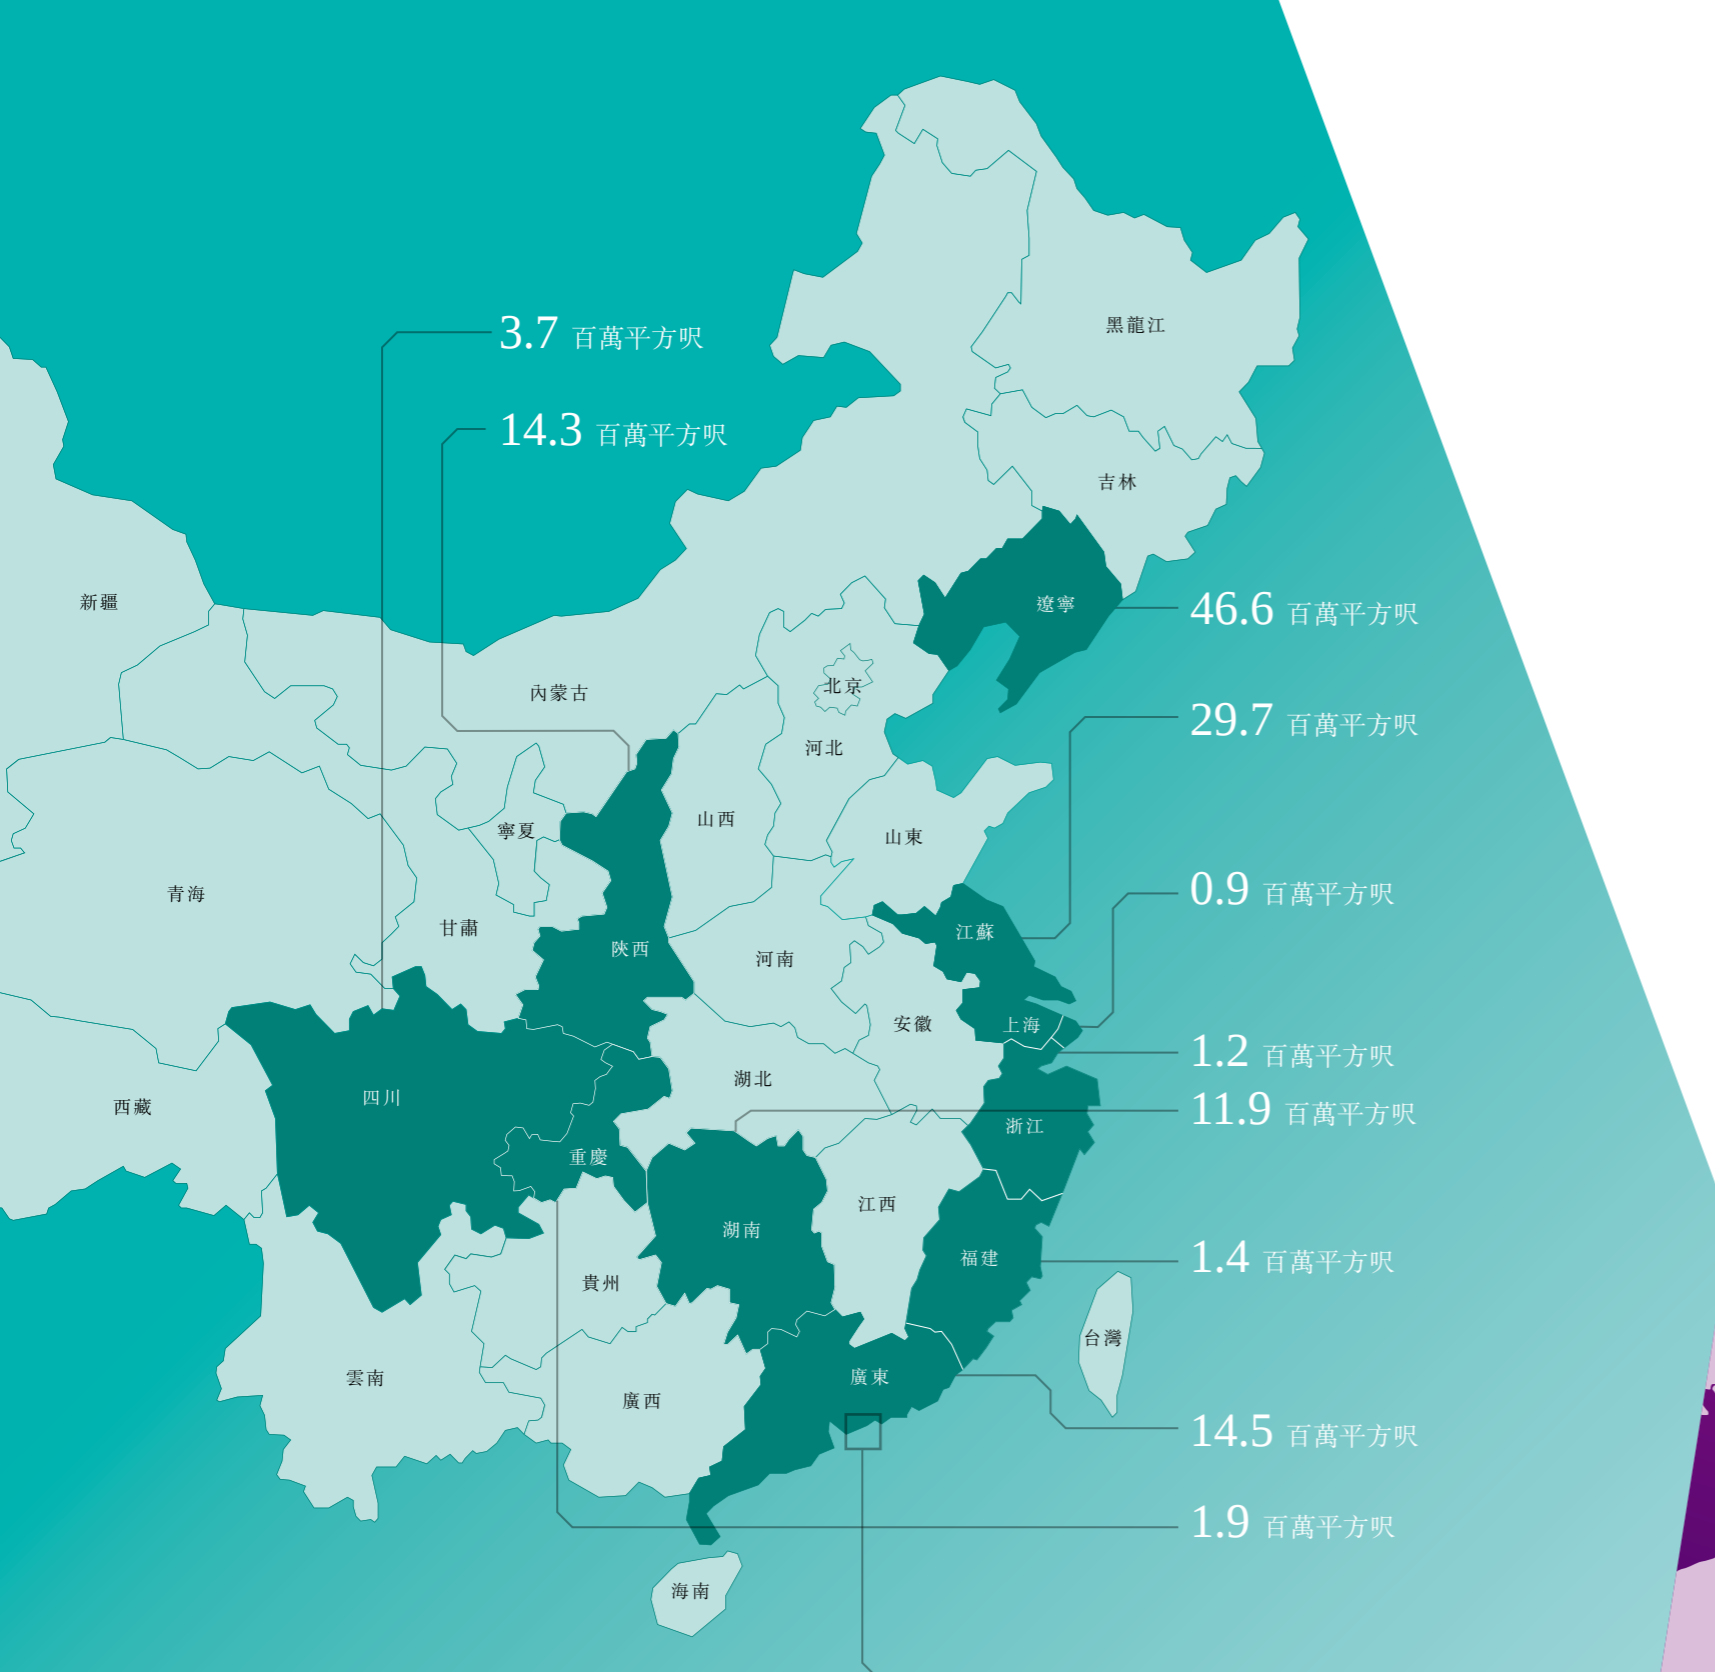 黑龍江
3.7 百萬平方呎
14.3 百萬平方呎
吉林
新疆
遼寧
46.6 百萬平方呎
內蒙古
北京
29.7 百萬平方呎
河北
山西
寧夏
山東
青海
0.9 百萬平方呎
甘肅
江蘇
陝西
河南
安徽
上海
1.2 百萬平方呎
湖北
四川
西藏
11.9 百萬平方呎
浙江
重慶
江西
湖南
福建
1.4 百萬平方呎
貴州
台灣
雲南
廣東
廣西
14.5 百萬平方呎
1.9 百萬平方呎
海南